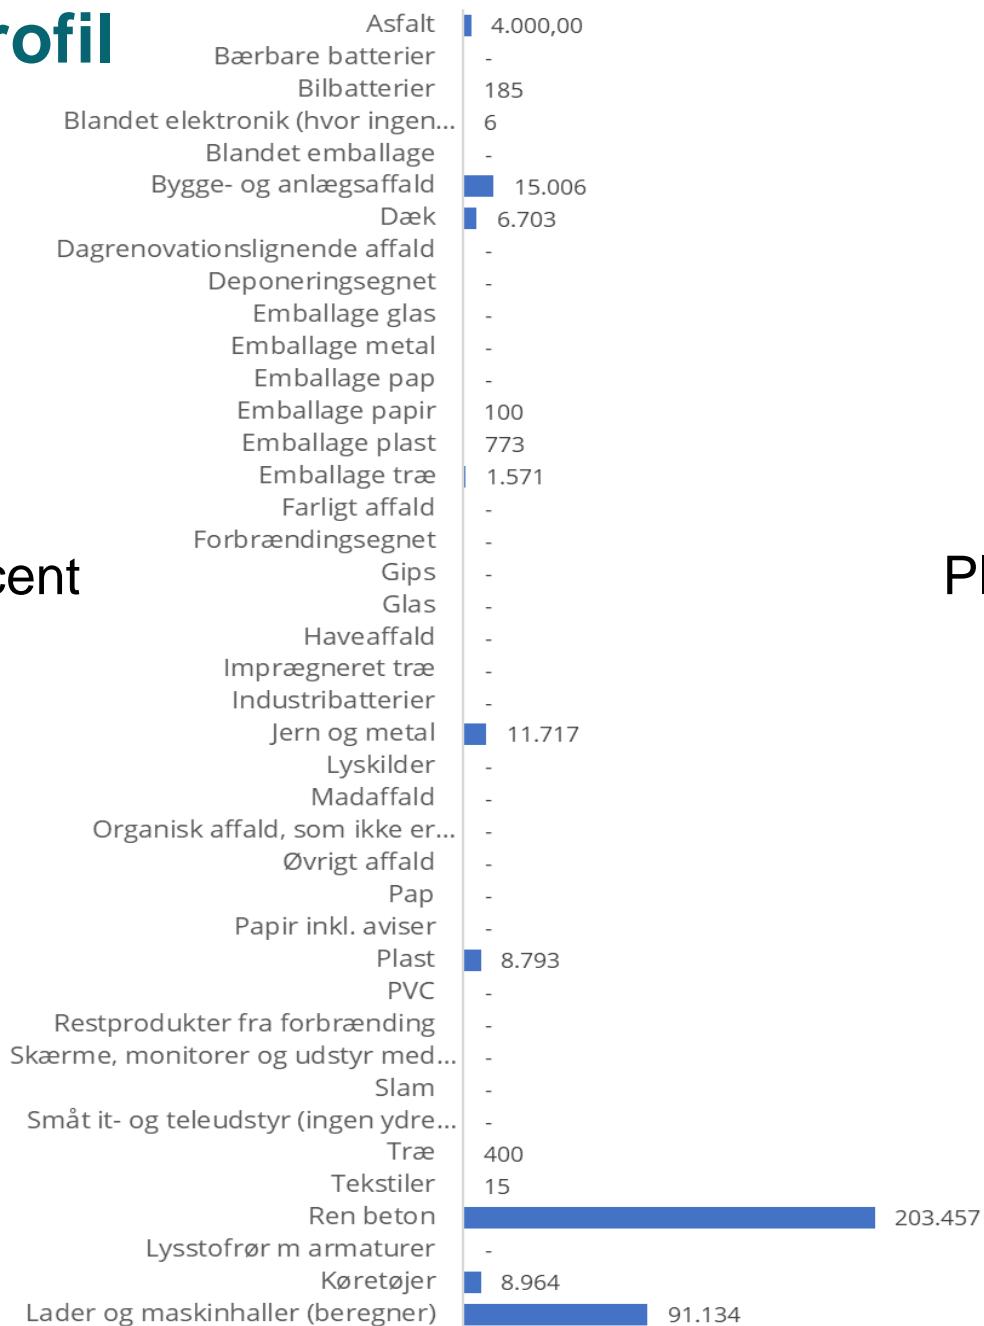 rofil
Asfalt 4.000,00
Bærbare batterier -
Bilbatterier 185
Blandet elektronik (hvor ingen... 6
Blandet emballage -
Bygge- og anlægsaffald 15.006
Dæk 6.703
Dagrenovationslignende affald -
Deponeringsegnet -
Emballage glas -
Emballage metal -
Emballage pap -
Emballage papir 100
Emballage plast 773
Emballage træ 1.571
Farligt affald -
Forbrændingsegnet -
cent
Pl
Gips -
Glas -
Haveaffald -
Imprægneret træ -
Industribatterier -
Jern og metal 11.717
Lyskilder -
Madaffald -
Organisk affald, som ikke er... -
Øvrigt affald -
Pap -
Papir inkl. aviser -
Plast 8.793
PVC -
Restprodukter fra forbrænding -
Skærme, monitorer og udstyr med... -
Slam -
Småt it- og teleudstyr (ingen ydre... -
Træ 400
Tekstiler 15
Ren beton 203.457
Lysstofrør m armaturer -
Køretøjer 8.964
Lader og maskinhaller (beregner) 91.134